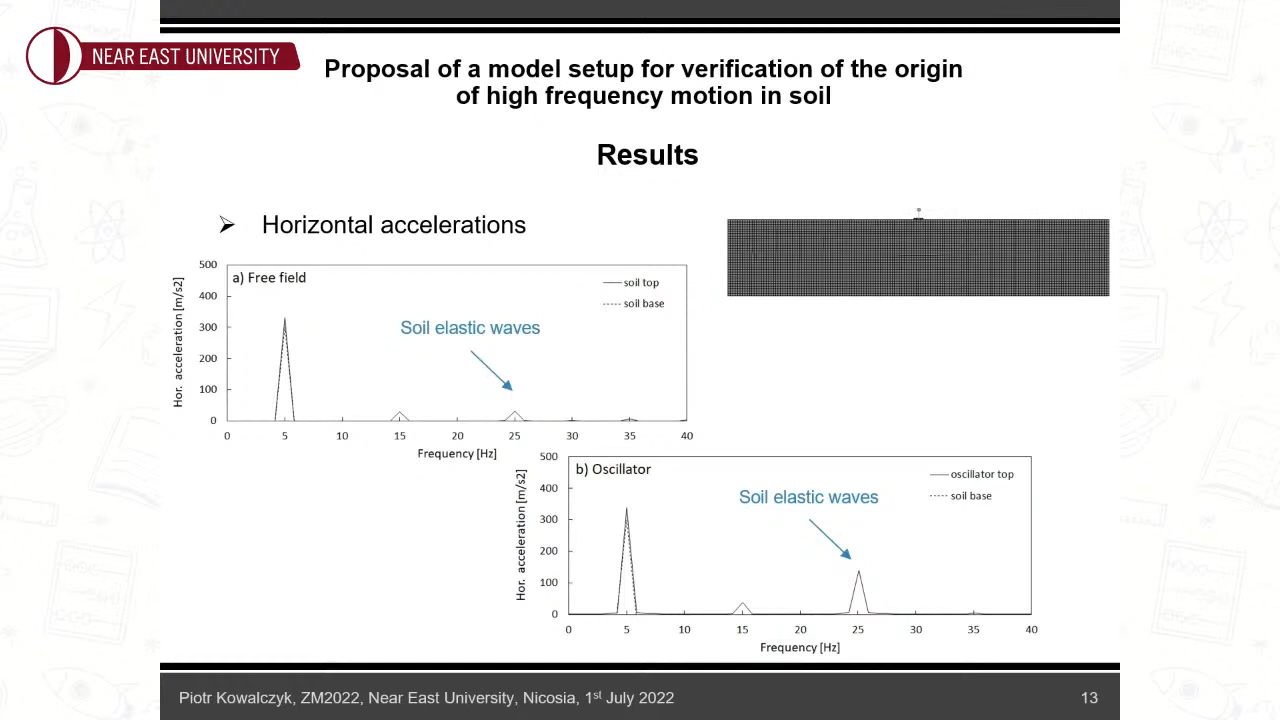 NEAR EAST UNIVERSITY
Proposal of a model setup for verification of the origin
of high frequency motion in soil
Results
➢ Horizontal accelerations
a) Free field
soil top
soil base
Soil elastic waves
Hor. acceleration [m/s2]
500
400
300
200
100
0
0 5 10 15 20 25 30 35 40
Frequency [Hz]
b) Oscillator
oscillator top
soil base
Soil elastic waves
Hor. acceleration [m/s2]
500
400
300
200
100
0
0 5 10 15 20 25 30 35 40
Frequency [Hz]
Piotr Kowalczyk, ZM2022, Near East University, Nicosia, 1st July 2022
13